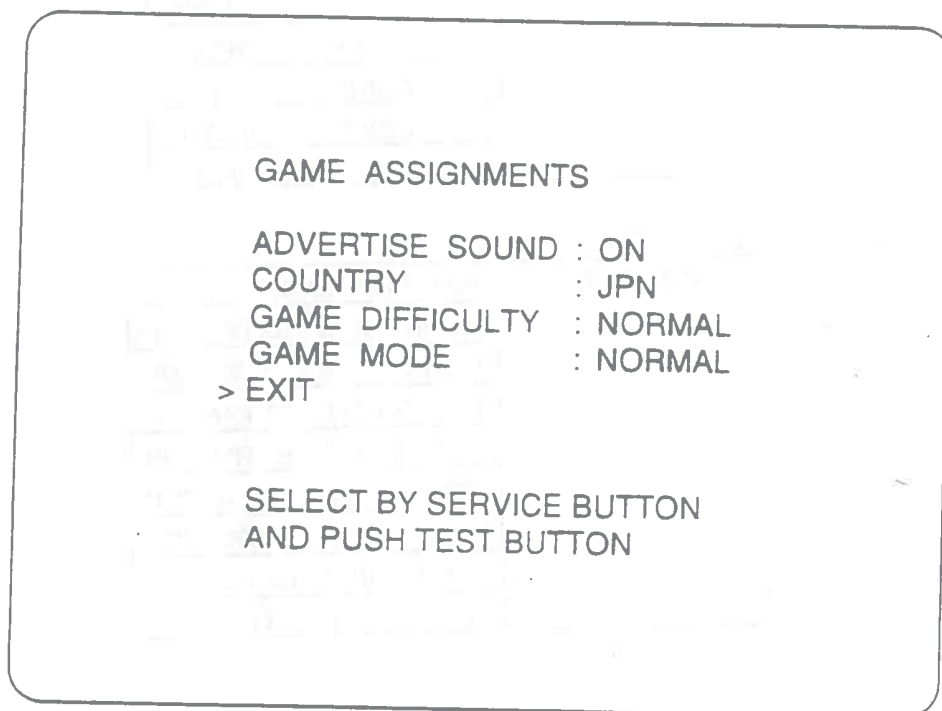 GAME ASSIGNMENTS
ADVERTISE SOUND : ON
COUNTRY : JPN
GAME DIFFICULTY : NORMAL
GAME MODE : NORMAL
> EXIT
SELECT BY SERVICE BUTTON
AND PUSH TEST BUTTON